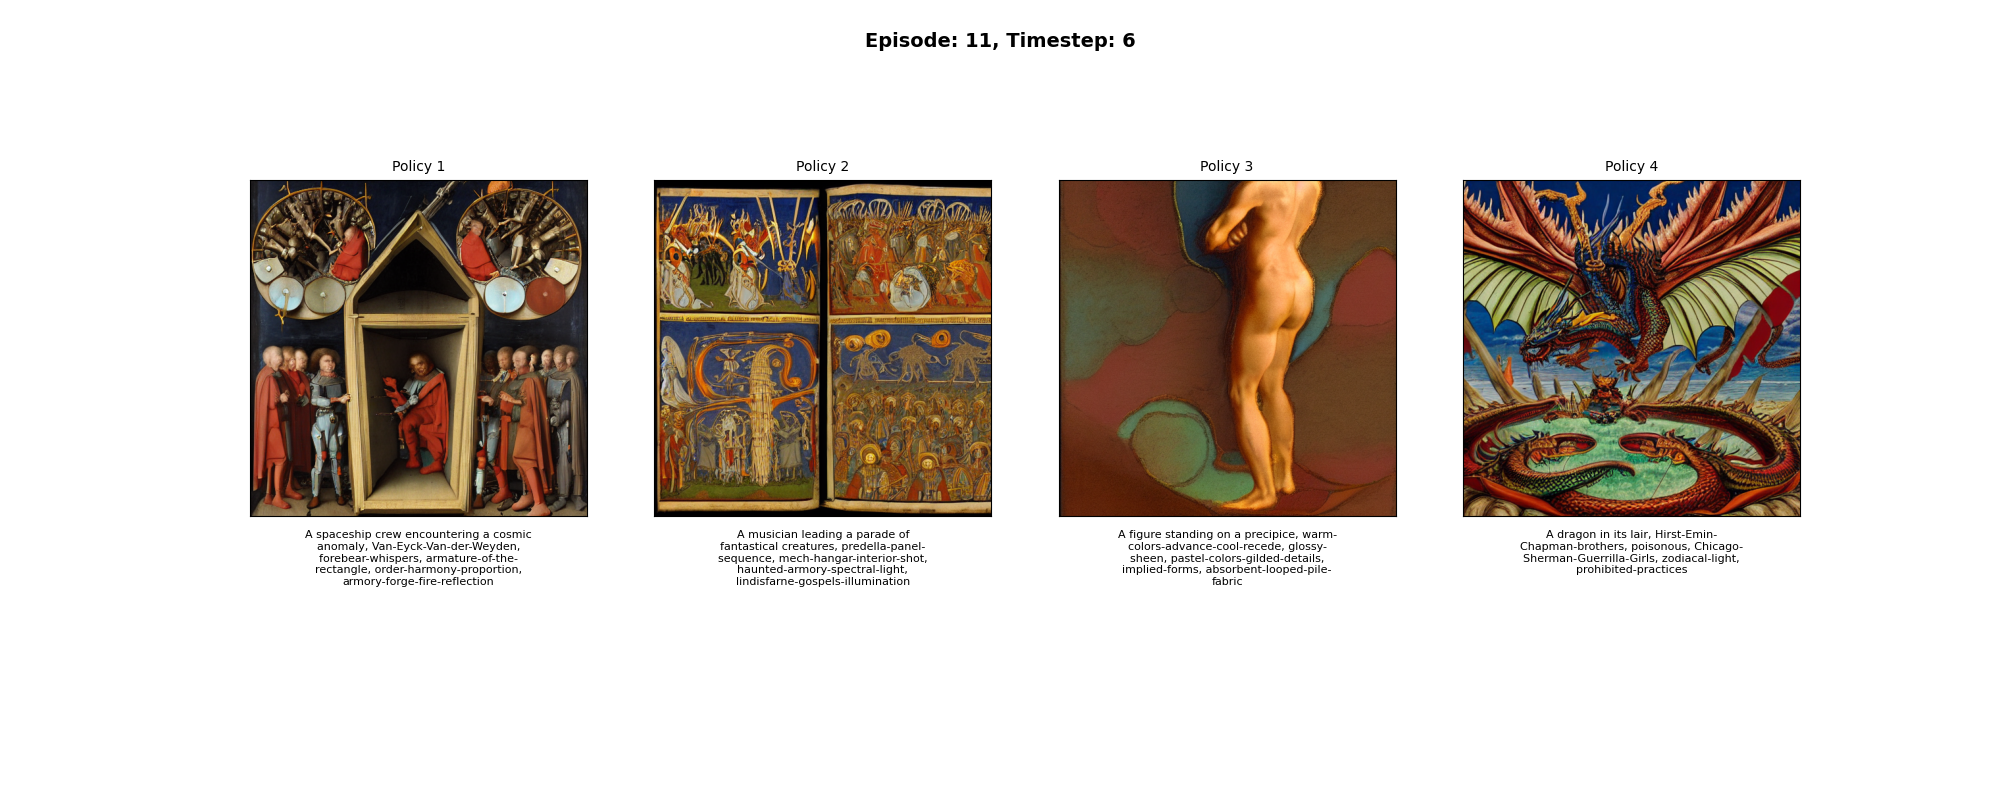 Episode: 11, Timestep: 6
Policy 1
Policy 2
Policy 3
Policy 4
A spaceship crew encountering a cosmic
anomaly, Van-Eyck-Van-der-Weyden,
forebear-whispers, armature-of-the-
rectangle, order-harmony-proportion,
armory-forge-fire-reflection
A musician leading a parade of
fantastical creatures, predella-panel-
sequence, mech-hangar-interior-shot,
haunted-armory-spectral-light,
lindisfarne-gospels-illumination
A figure standing on a precipice, warm-
colors-advance-cool-recede, glossy-
sheen, pastel-colors-gilded-details,
implied-forms, absorbent-looped-pile-
fabric
A dragon in its lair, Hirst-Emin-
Chapman-brothers, poisonous, Chicago-
Sherman-Guerrilla-Girls, zodiacal-light,
prohibited-practices